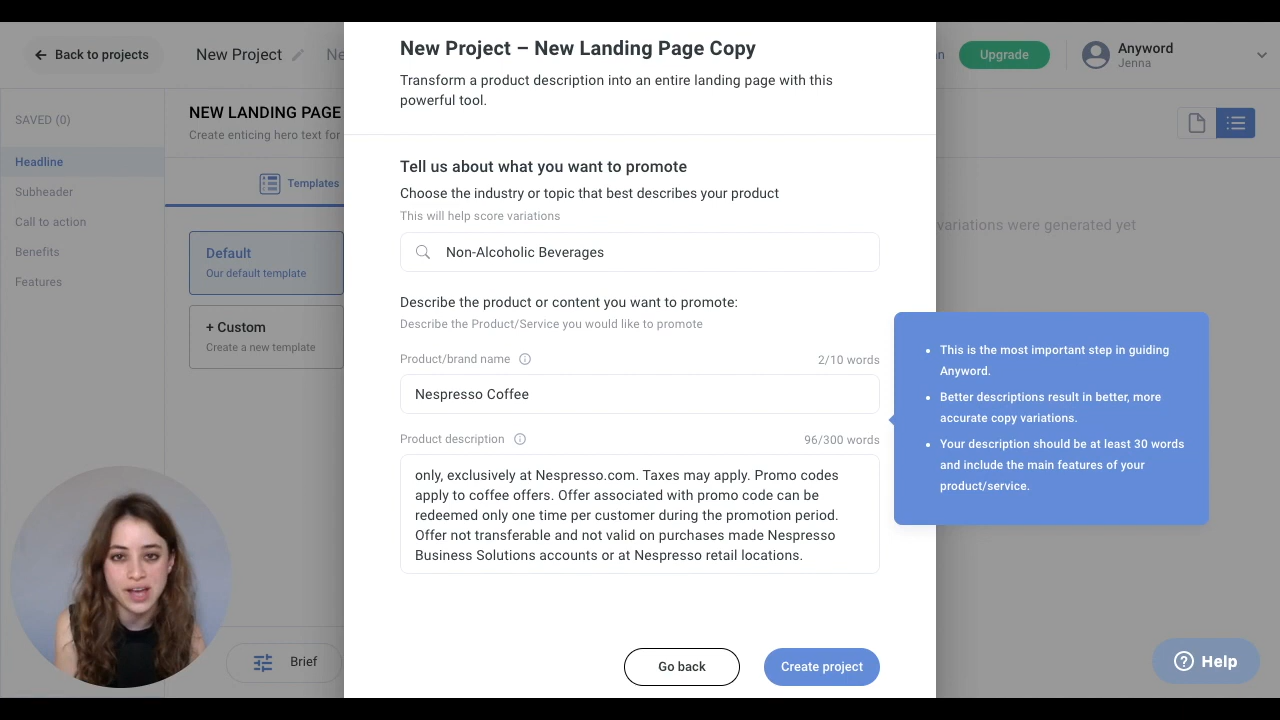 Back to projects
New Project
Ne
an
Upgrade
Anyword
Jenna
SAVED (0)
Headline
Subheader
Call to action
Benefits
Features
NEW LANDING PAGE
Create enticing hero text for
Templates
Default
Our default template
+ Custom
Create a new template
Brief
New Project – New Landing Page Copy
Transform a product description into an entire landing page with this
powerful tool.
Tell us about what you want to promote
Choose the industry or topic that best describes your product
This will help score variations
Non-Alcoholic Beverages
Describe the product or content you want to promote:
Describe the Product/Service you would like to promote
Product/brand name
2/10 words
Nespresso Coffee
Product description
96/300 words
only, exclusively at Nespresso.com. Taxes may apply. Promo codes
apply to coffee offers. Offer associated with promo code can be
redeemed only one time per customer during the promotion period.
Offer not transferable and not valid on purchases made Nespresso
Business Solutions accounts or at Nespresso retail locations.
Go back
Create project
variations were generated yet
This is the most important step in guiding
Anyword.
Better descriptions result in better, more
accurate copy variations.
Your description should be at least 30 words
and include the main features of your
product/service.
Help